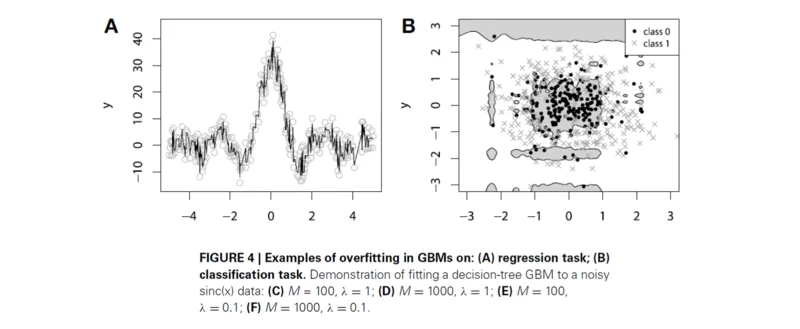 A
B
y
40
30
20
10
0
−10
−4
−2
0
2
4
y
3
2
1
0
−1
−2
−3
−3
−2
−1
0
1
2
3
class 0
class 1
FIGURE 4 | Examples of overfitting in GBMs on: (A) regression task; (B)
classification task. Demonstration of fitting a decision-tree GBM to a noisy
sinc(x) data: (C) M = 100, λ = 1; (D) M = 1000, λ = 1; (E) M = 100,
λ = 0.1; (F) M = 1000, λ = 0.1.